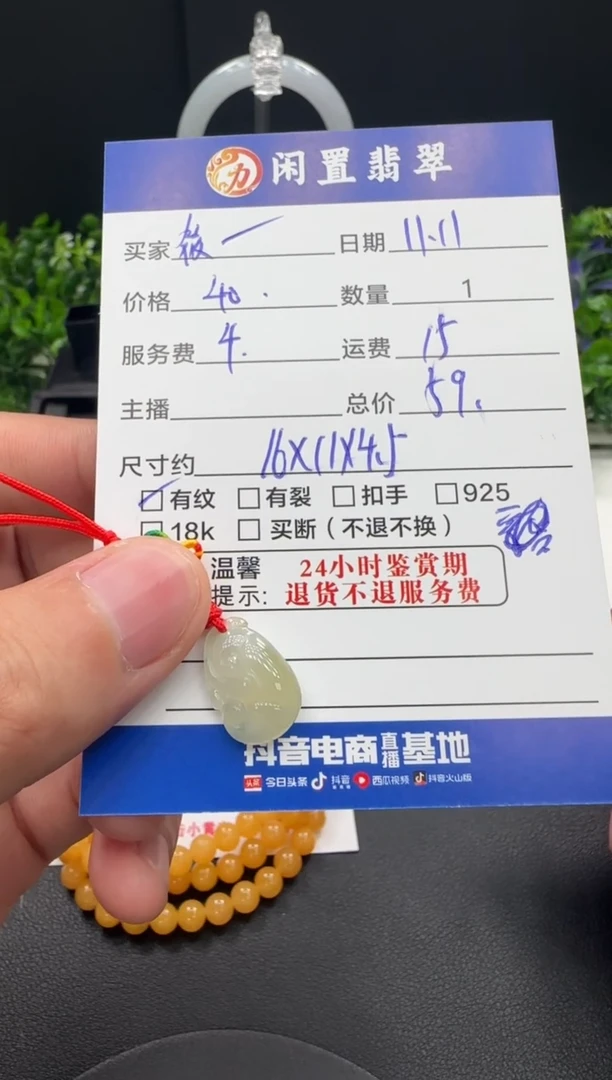 力 闲置翡翠
买家 薇一 日期 11.11
价格 40. 数量 1
服务费 4. 运费 15
主播 总价 59.
尺寸约 16X11X4.5
有纹 有裂 扣手 925
18k 买断（不退不换）
温馨 24小时鉴赏期
提示: 退货不退服务费
抖音电商直播基地
头条 今日头条 抖音 西瓜视频 抖音火山版